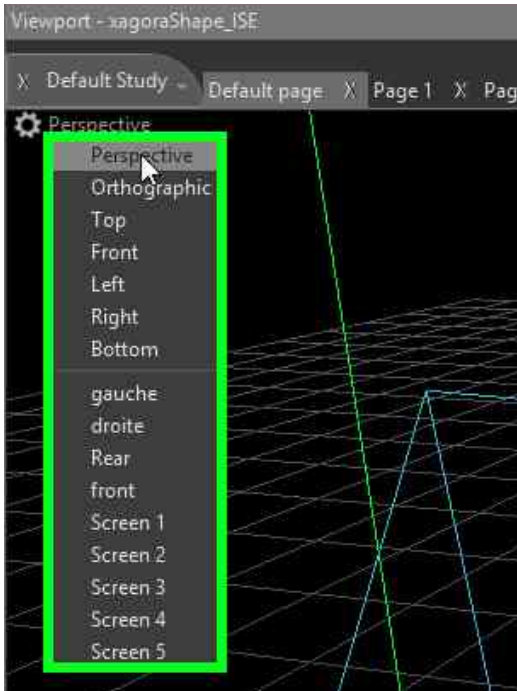 Viewport - xagoraShape_ISE
X Default Study Default page X Page 1 X Pag
Perspective
Perspective
Orthographic
Top
Front
Left
Right
Bottom
gauche
droite
Rear
front
Screen 1
Screen 2
Screen 3
Screen 4
Screen 5